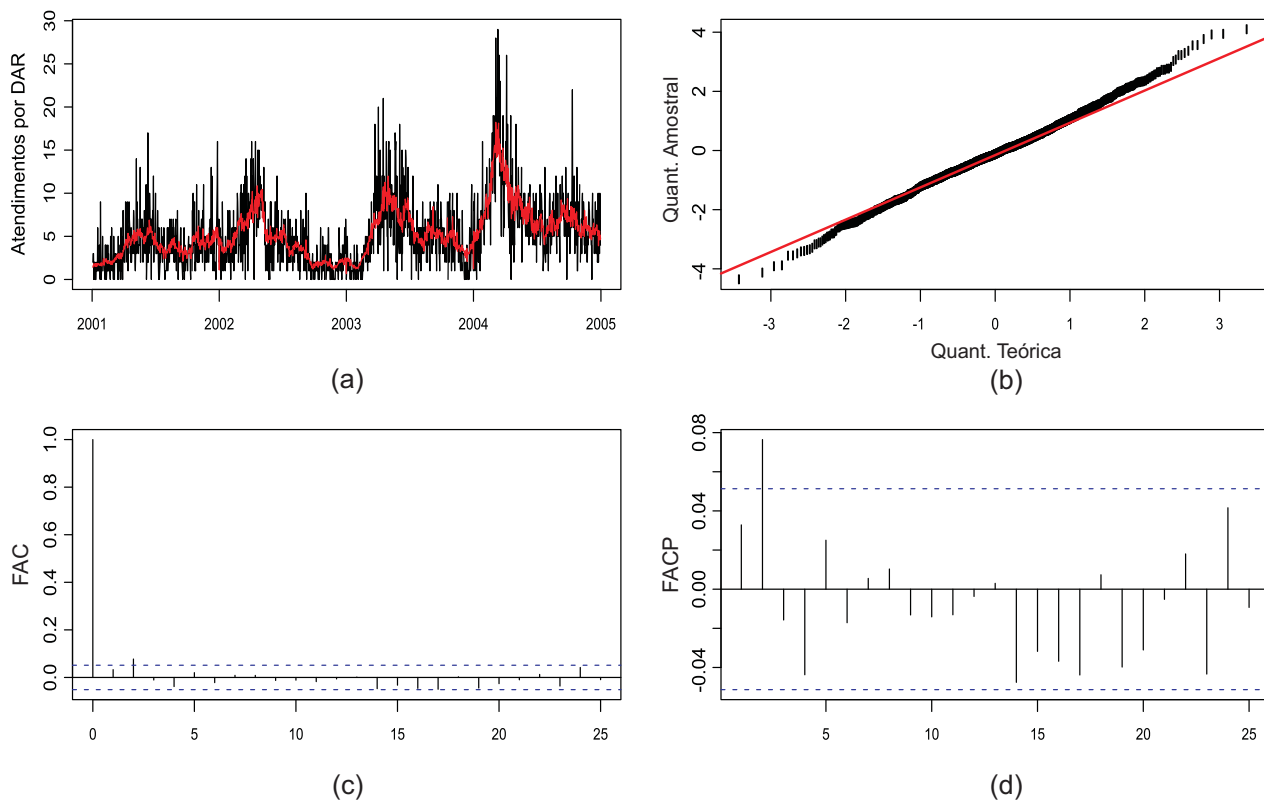 Atendimentos por DAR
30
25
20
15
10
5
0
2001 2002 2003 2004 2005
(a)
Quant. Amostral
4
2
0
-2
-4
-3 -2 -1 0 1 2 3
Quant. Teórica
(b)
FAC
1.0
0.8
0.6
0.4
0.2
0.0
0 5 10 15 20 25
(c)
FACP
0.08
0.04
0.00
-0.04
5 10 15 20 25
(d)